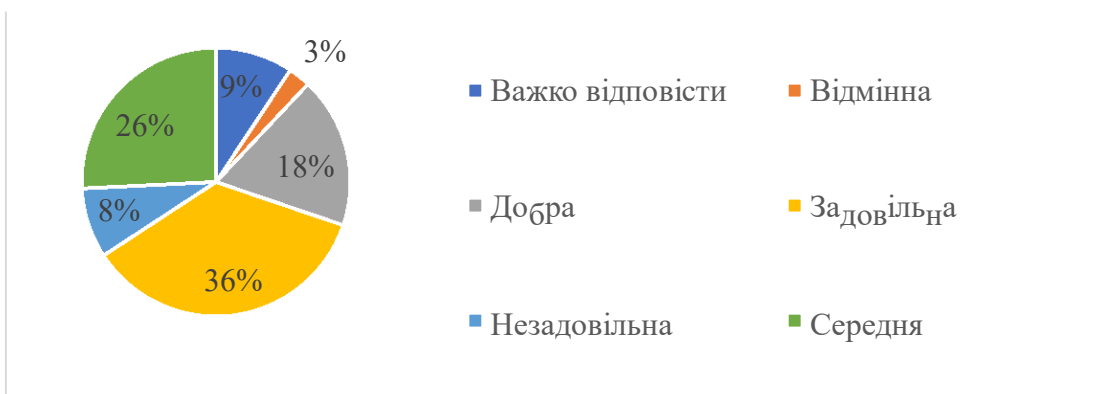 3%
9%
26%
18%
8%
36%
Важко відповісти
Відмінна
Добра
Задовільна
Незадовільна
Середня